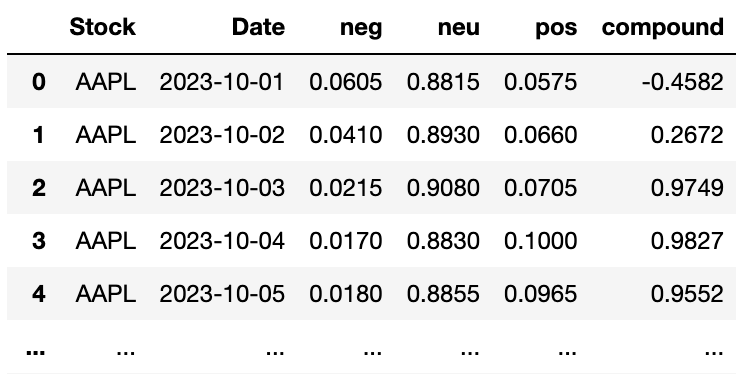 Stock Date neg neu pos compound
0 AAPL 2023-10-01 0.0605 0.8815 0.0575 -0.4582
1 AAPL 2023-10-02 0.0410 0.8930 0.0660 0.2672
2 AAPL 2023-10-03 0.0215 0.9080 0.0705 0.9749
3 AAPL 2023-10-04 0.0170 0.8830 0.1000 0.9827
4 AAPL 2023-10-05 0.0180 0.8855 0.0965 0.9552
... ... ... ... ... ... ...